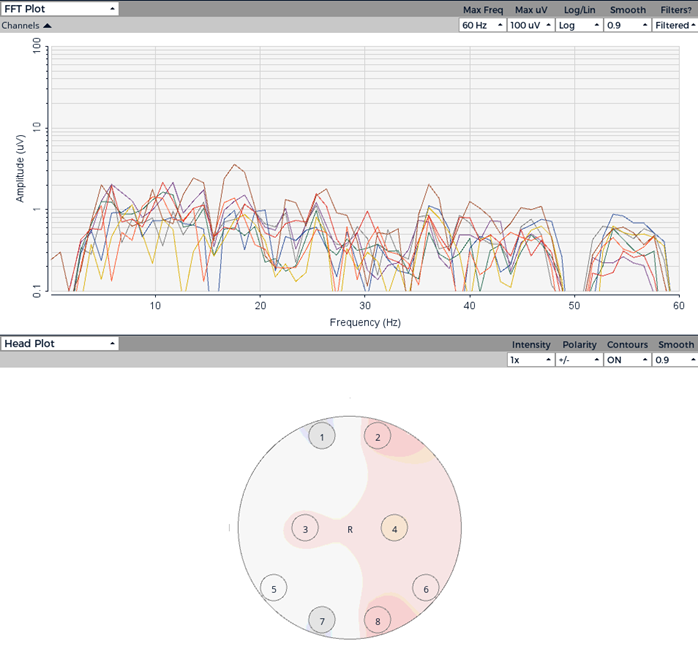 FFT Plot
Max Freq Max uV Log/Lin Smooth Filters?
Channels 60 Hz 100 uV Log 0.9 Filtered
100
10
1
0.1
Amplitude (uV)
10 20 30 40 50 60
Frequency (Hz)
Head Plot
Intensity Polarity Contours Smooth
1x +/- ON 0.9
1 2
3 R 4
5 6
7 8